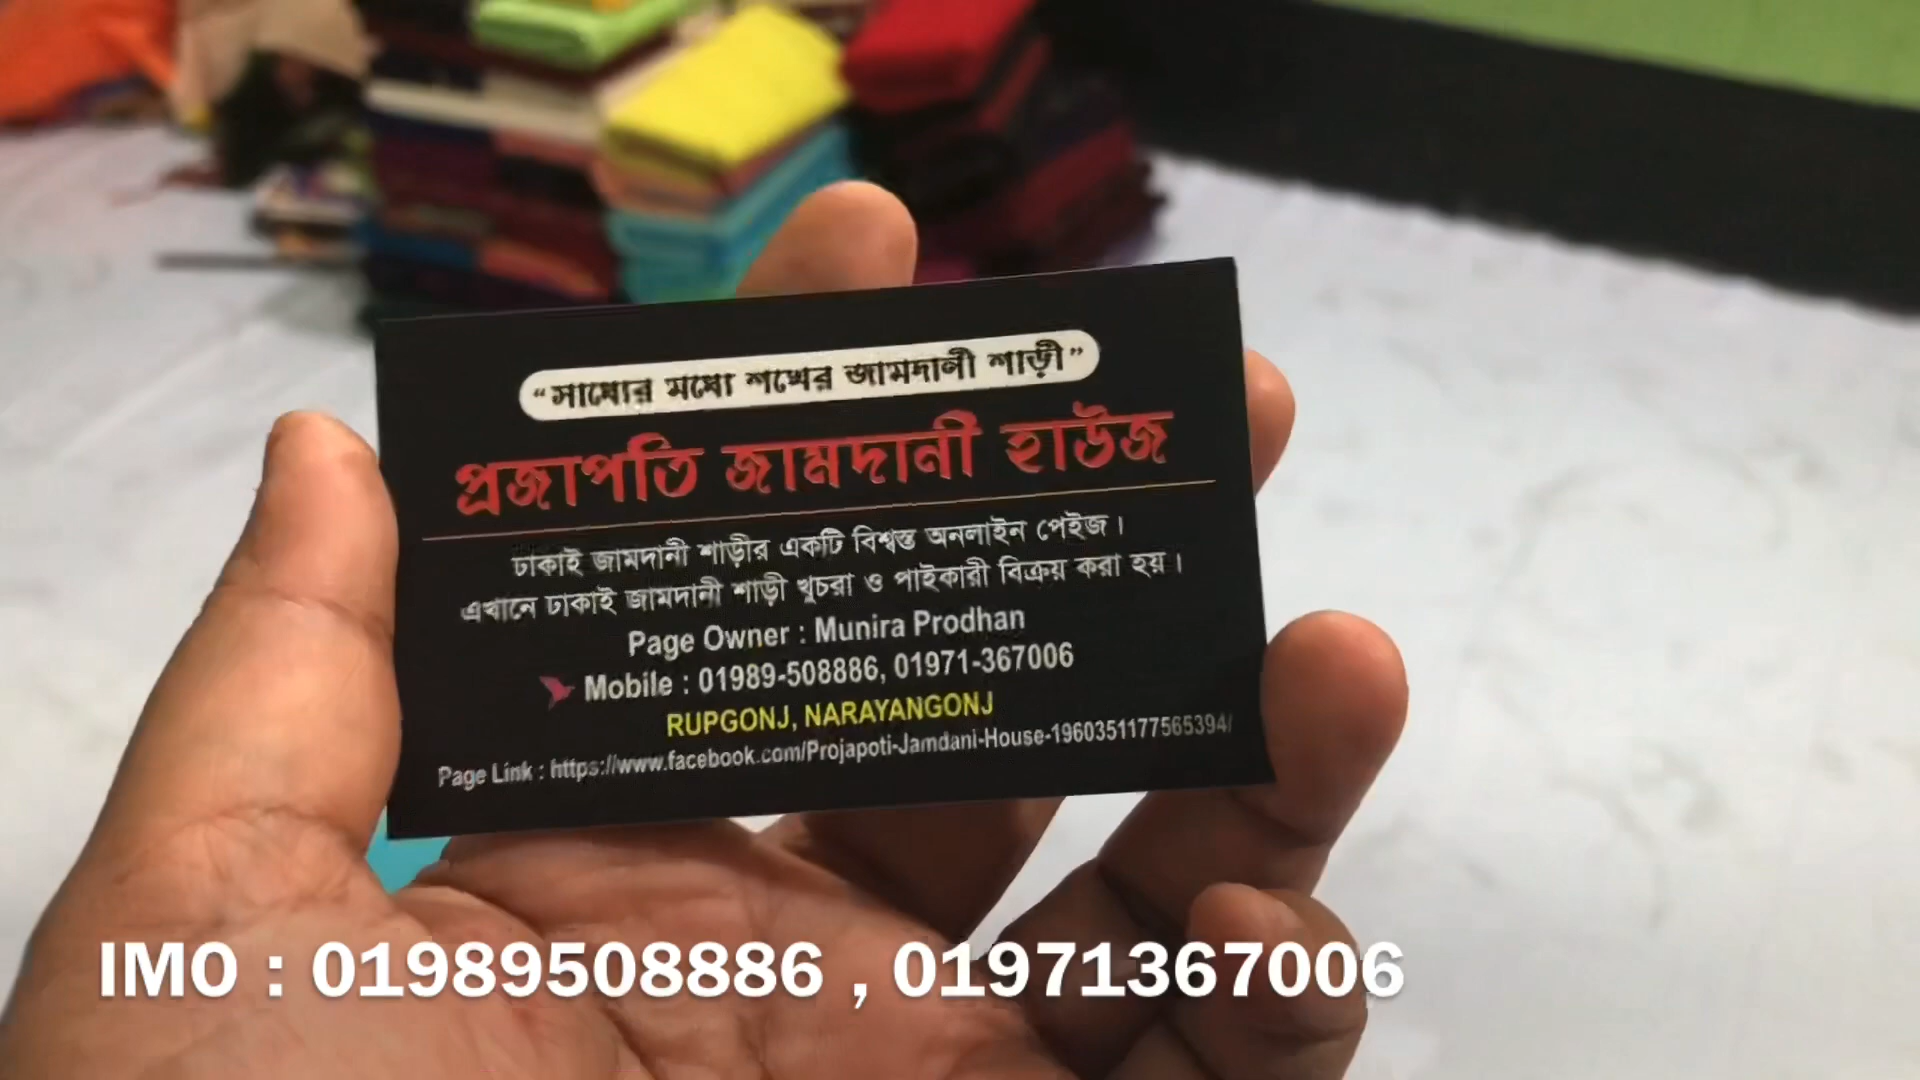 “সাধ্যের মধ্যে শখের জামদানী শাড়ী”
প্রজাপতি জামদানী হাউজ
ঢাকাই জামদানী শাড়ীর একটি বিশ্বস্ত অনলাইন পেইজ।
এখানে ঢাকাই জামদানী শাড়ী খুচরা ও পাইকারী বিক্রয় করা হয়।
Page Owner : Munira Prodhan
Mobile : 01989-508886, 01971-367006
RUPGONJ, NARAYANGONJ
Page Link : https://www.facebook.com/Projapoti-Jamdani-House-1960351177565394/
IMO : 01989508886 , 01971367006